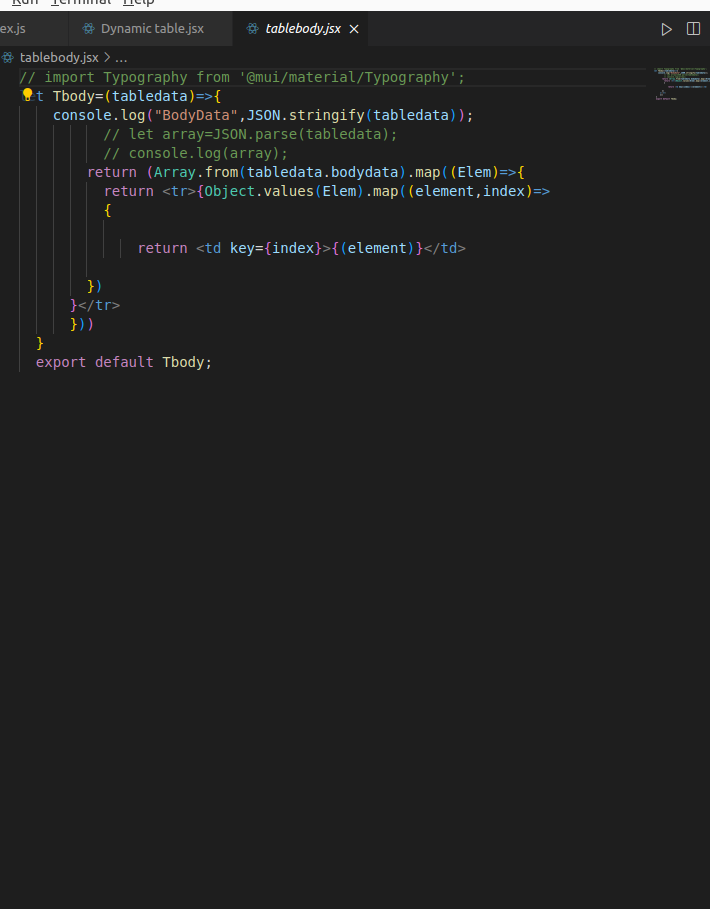 Run Terminal Help
ex.js Dynamic table.jsx tablebody.jsx
tablebody.jsx > ...
// import Typography from '@mui/material/Typography';
let Tbody=(tabledata)=>{
console.log("BodyData",JSON.stringify(tabledata));
// let array=JSON.parse(tabledata);
// console.log(array);
return (Array.from(tabledata.bodydata).map((Elem)=>{
return <tr>{Object.values(Elem).map((element,index)=>
{
return <td key={index}>{(element)}</td>
})
}</tr>
}))
}
export default Tbody;